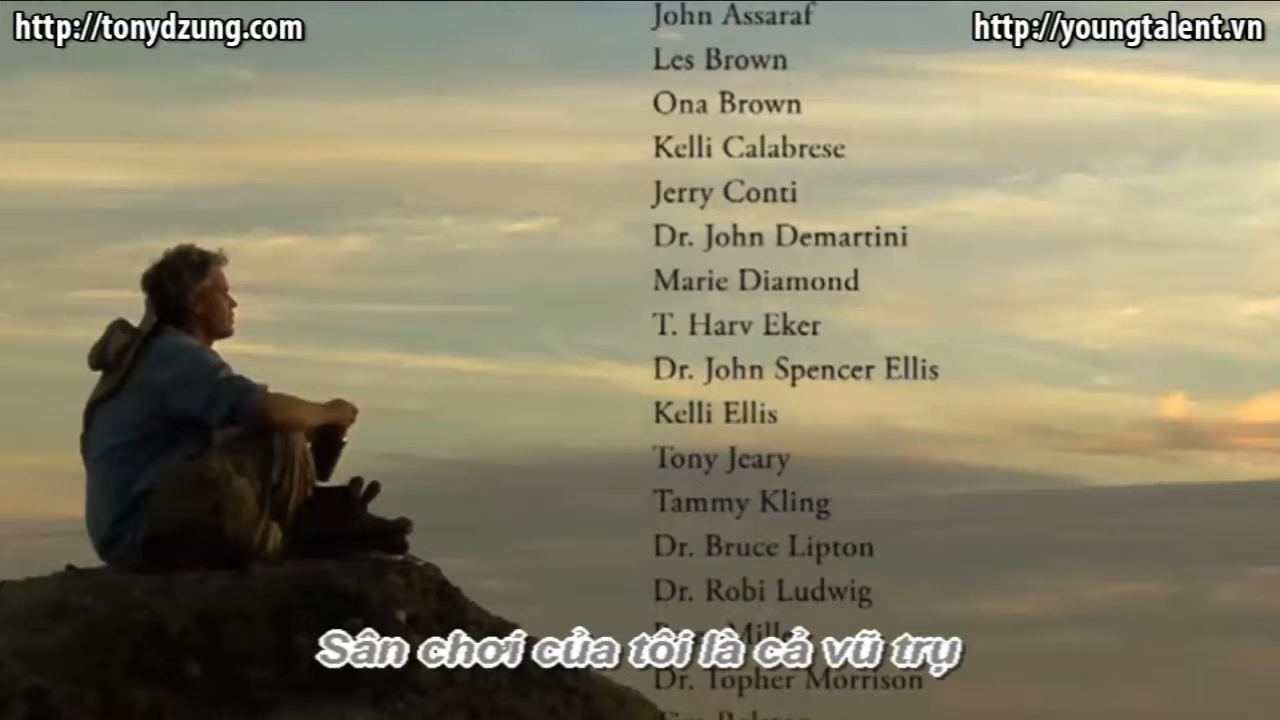 http://tonydzung.com
http://youngtalent.vn
John Assaraf
Les Brown
Ona Brown
Kelli Calabrese
Jerry Conti
Dr. John Demartini
Marie Diamond
T. Harv Eker
Dr. John Spencer Ellis
Kelli Ellis
Tony Jeary
Tammy Kling
Dr. Bruce Lipton
Dr. Robi Ludwig
Sân chơi của tôi là cả vũ trụ
Dr. Topher Morrison